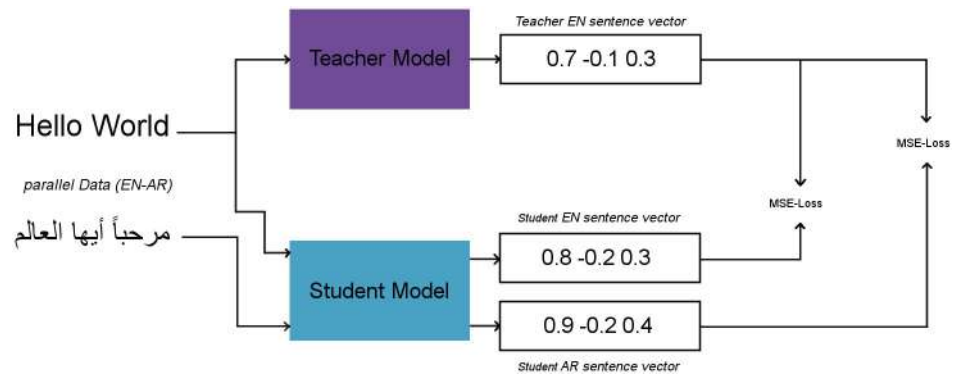 Teacher EN sentence vector
Teacher Model
0.7 -0.1 0.3
Hello World
MSE-Loss
parallel Data (EN-AR)
MSE-Loss
Student EN sentence vector
مرحباً أيها العالم
0.8 -0.2 0.3
Student Model
0.9 -0.2 0.4
Student AR sentence vector